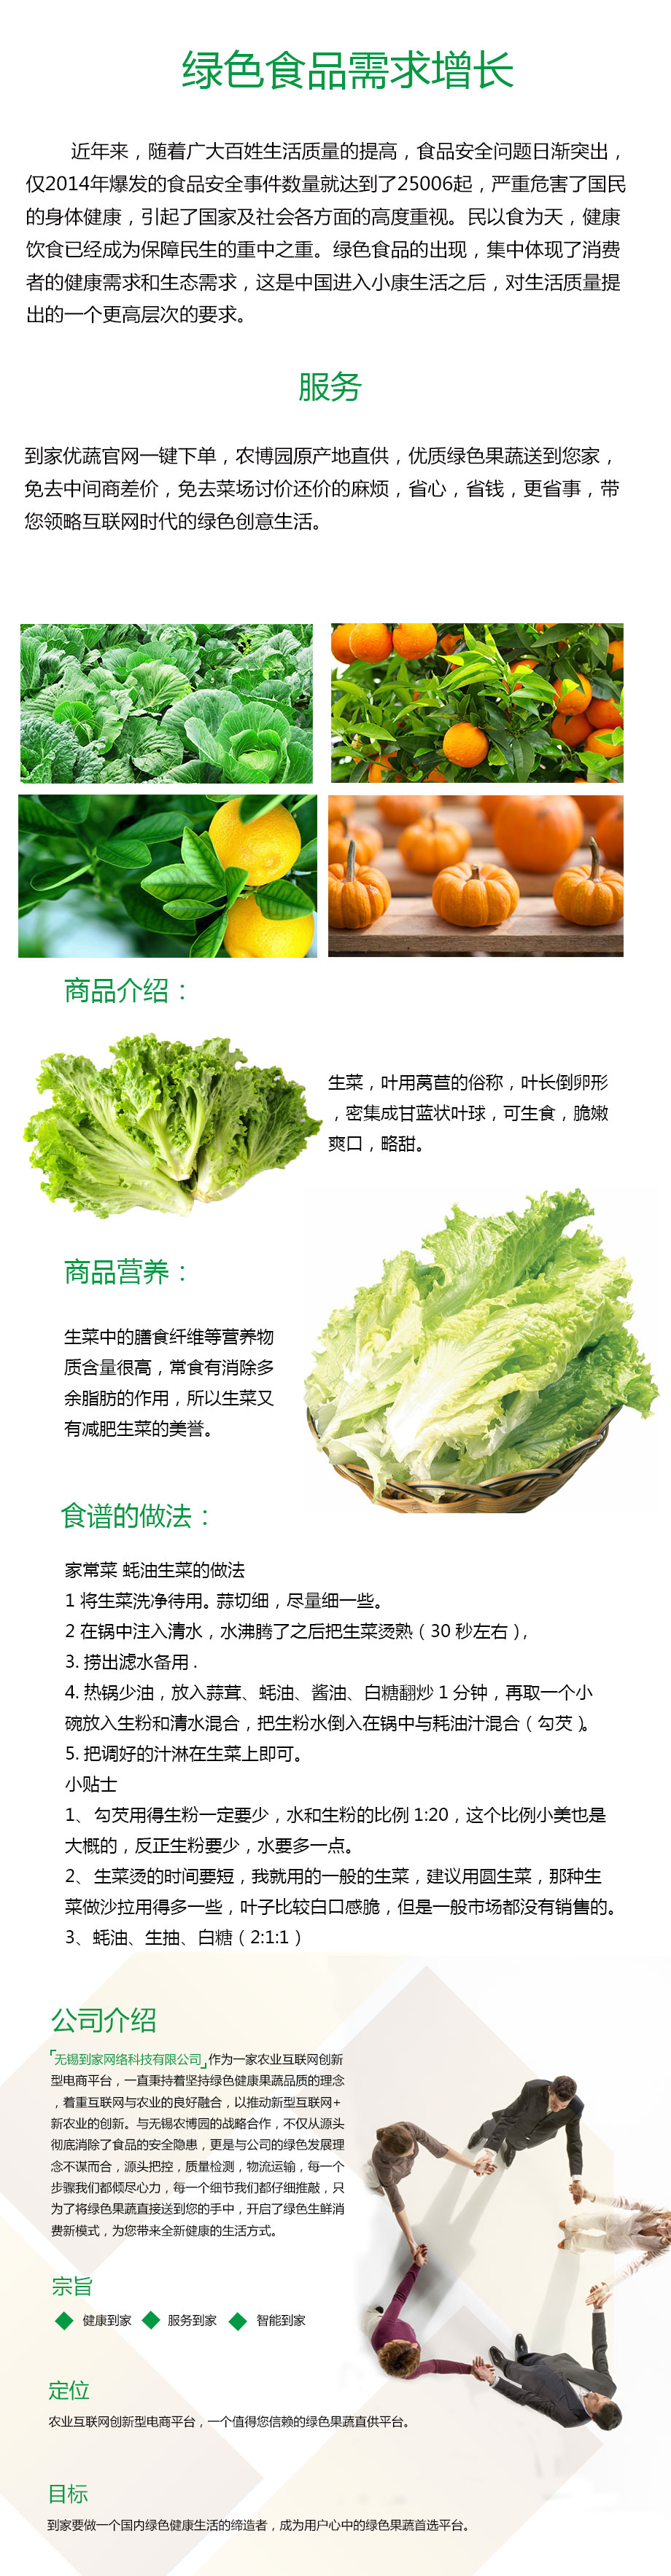 绿色食品需求增长
近年来，随着广大百姓生活质量的提高，食品安全问题日渐突出，
仅2014年爆发的食品安全事件数量就达到了25006起，严重危害了国民
的身体健康，引起了国家及社会各方面的高度重视。民以食为天，健康
饮食已经成为保障民生的重中之重。绿色食品的出现，集中体现了消费
者的健康需求和生态需求，这是中国进入小康生活之后，对生活质量提
出的一个更高层次的要求。
服务
到家优蔬官网一键下单，农博园原产地直供，优质绿色果蔬送到您家，
免去中间商差价，免去菜场讨价还价的麻烦，省心，省钱，更省事，带
您领略互联网时代的绿色创意生活。
商品介绍：
生菜，叶用莴苣的俗称，叶长倒卵形
，密集成甘蓝状叶球，可生食，脆嫩
爽口，略甜。
商品营养：
生菜中的膳食纤维等营养物
质含量很高，常食有消除多
余脂肪的作用，所以生菜又
有减肥生菜的美誉。
食谱的做法：
家常菜 蚝油生菜的做法
1 将生菜洗净待用。蒜切细，尽量细一些。
2 在锅中注入清水，水沸腾了之后把生菜烫熟（30 秒左右），
3. 捞出滤水备用 .
4. 热锅少油，放入蒜茸、蚝油、酱油、白糖翻炒 1 分钟，再取一个小
碗放入生粉和清水混合，把生粉水倒入在锅中与耗油汁混合（勾芡）。
5. 把调好的汁淋在生菜上即可。
小贴士
1、 勾芡用得生粉一定要少，水和生粉的比例 1:20，这个比例小美也是
大概的，反正生粉要少，水要多一点。
2、 生菜烫的时间要短，我就用的一般的生菜，建议用圆生菜，那种生
菜做沙拉用得多一些，叶子比较白口感脆，但是一般市场都没有销售的。
3、 蚝油、生抽、白糖（2:1:1）
公司介绍
「无锡到家网络科技有限公司」作为一家农业互联网创新
型电商平台，一直秉持着坚持绿色健康果蔬品质的理念
，着重互联网与农业的良好融合，以推动新型互联网+
新农业的创新。与无锡农博园的战略合作，不仅从源头
彻底消除了食品的安全隐患，更是与公司的绿色发展理
念不谋而合，源头把控，质量检测，物流运输，每一个
步骤我们都倾尽心力，每一个细节我们都仔细推敲，只
为了将绿色果蔬直接送到您的手中，开启了绿色生鲜消
费新模式，为您带来全新健康的生活方式。
宗旨
健康到家 服务到家 智能到家
定位
农业互联网创新型电商平台，一个值得您信赖的绿色果蔬直供平台。
目标
到家要做一个国内绿色健康生活的缔造者，成为用户心中的绿色果蔬首选平台。